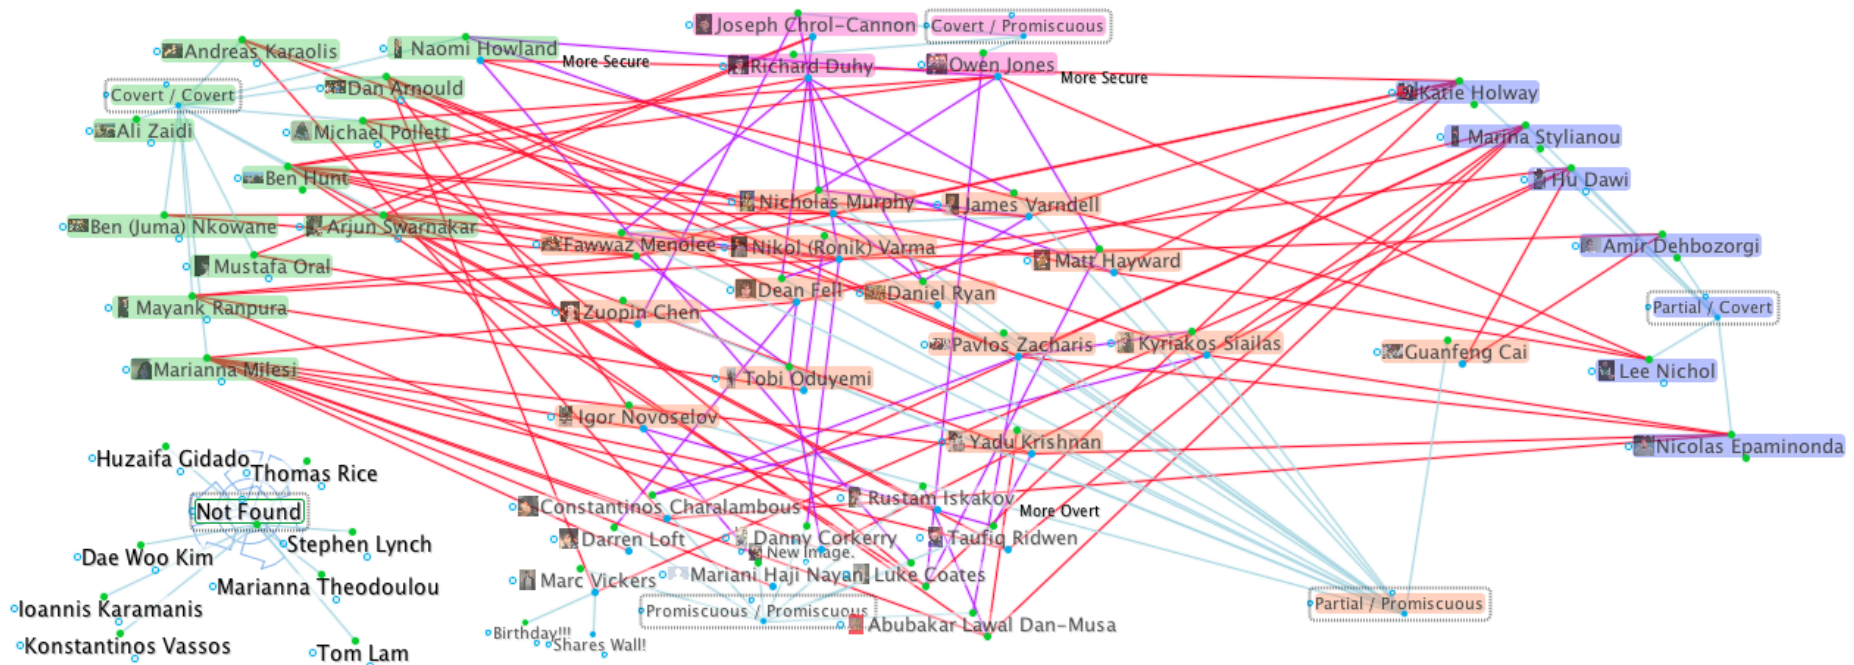 Joseph Chrol-Cannon
Covert / Promiscuous
Andreas Karaolis
Naomi Howland
More Secure
Richard Duhy
Owen Jones
More Secure
Covert / Covert
Dan Arnould
Katie Holway
Ali Zaidi
Michael Pollett
Marina Stylianou
Ben Hunt
Hu Dawi
Nicholas Murphy
James Varndell
Ben (Juma) Nkowane
Arjun Swarnakar
Fawwaz Menolee
Nikol (Ronik) Varma
Amir Dehbozorgi
Mustafa Oral
Matt Hayward
Dean Fell
Daniel Ryan
Mayank Ranpura
Zuopin Chen
Partial / Covert
Pavlos Zacharis
Kyriakos Siailas
Guanfeng Cai
Marianna Milesi
Tobi Oduyemi
Lee Nichol
Igor Novoselov
Yadu Krishnan
Nicolas Epaminonda
Huzaifa Gidado
Thomas Rice
Constantinos Charalambous
Rustam Iskakov
More Overt
Not Found
Darren Loft
Danny Corkerry
Taufiq Ridwen
Stephen Lynch
New Image.
Dae Woo Kim
Marc Vickers
Mariani Haji Nayan
Luke Coates
Marianna Theodoulou
Ioannis Karamanis
Promiscuous / Promiscuous
Partial / Promiscuous
Abubakar Lawal Dan-Musa
Birthday!!!
Shares Wall!
Konstantinos Vassos
Tom Lam